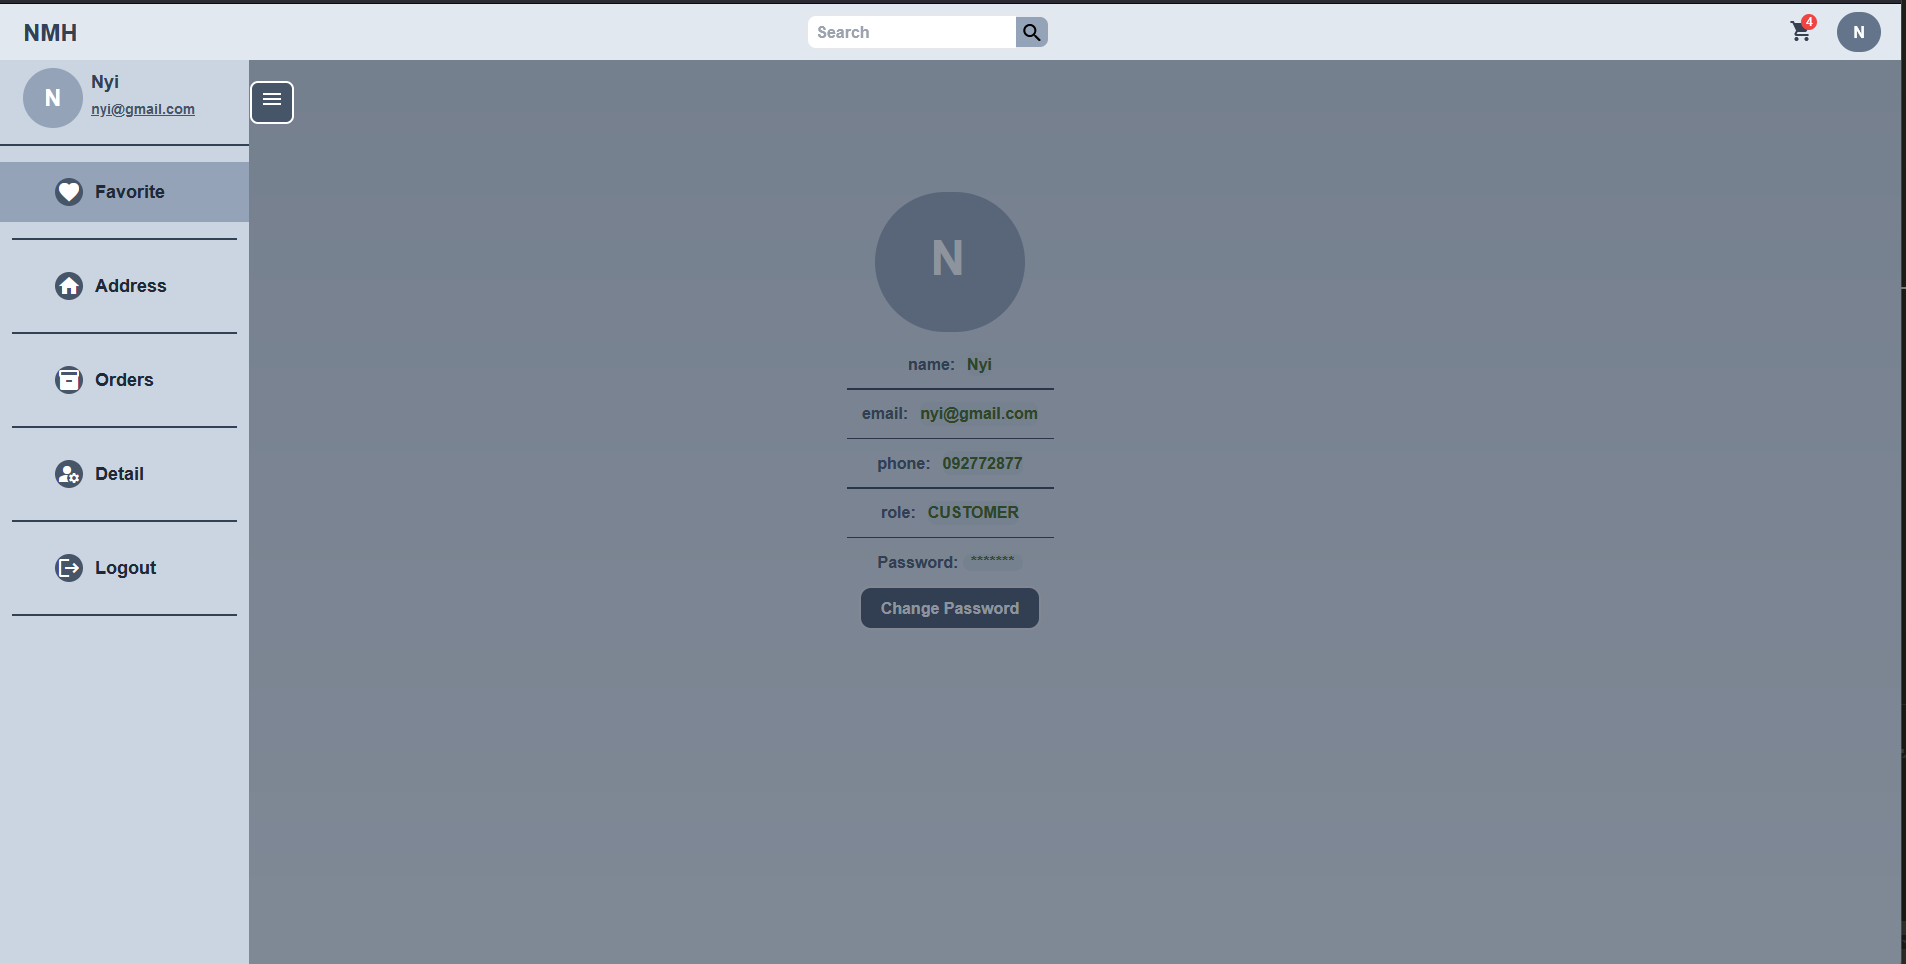 NMH
Search
4
N
N
Nyi
nyi@gmail.com
Favorite
Address
Orders
Detail
Logout
N
name: Nyi
email: nyi@gmail.com
phone: 092772877
role: CUSTOMER
Password: *******
Change Password